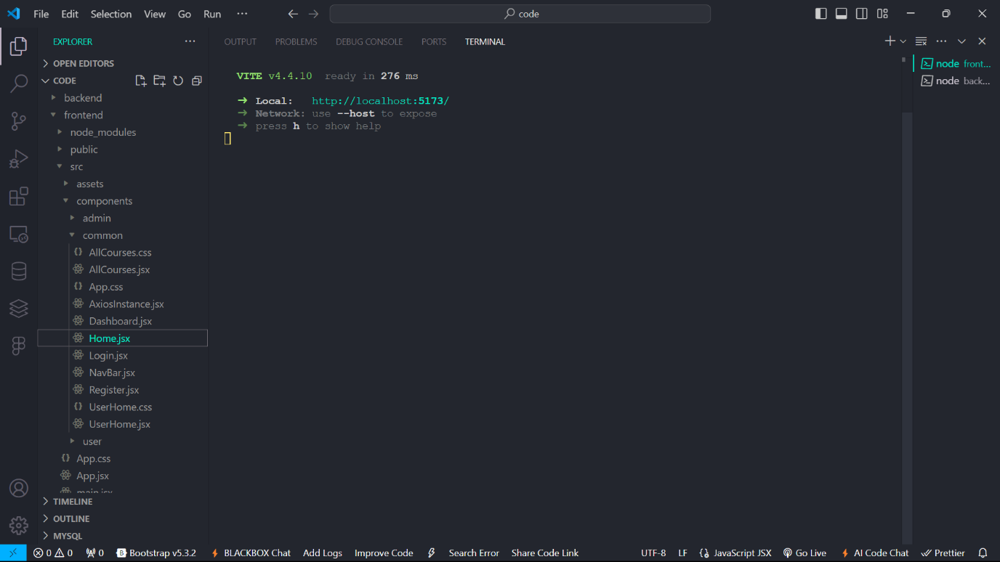 File Edit Selection View Go Run ··· code
EXPLORER ···
OPEN EDITORS
CODE
backend
frontend
node_modules
public
src
assets
components
admin
common
AllCourses.css
AllCourses.jsx
App.css
AxiosInstance.jsx
Dashboard.jsx
Home.jsx
Login.jsx
NavBar.jsx
Register.jsx
UserHome.css
UserHome.jsx
user
App.css
App.jsx
main.jsx
TIMELINE
OUTLINE
MYSQL
OUTPUT PROBLEMS DEBUG CONSOLE PORTS TERMINAL
VITE v4.4.10 ready in 276 ms
➜ Local: http://localhost:5173/
➜ Network: use --host to expose
➜ press h to show help
node front...
node back...
0 0 0 B Bootstrap v5.3.2 BLACKBOX Chat Add Logs Improve Code Search Error Share Code Link UTF-8 LF JavaScript JSX Go Live AI Code Chat Prettier